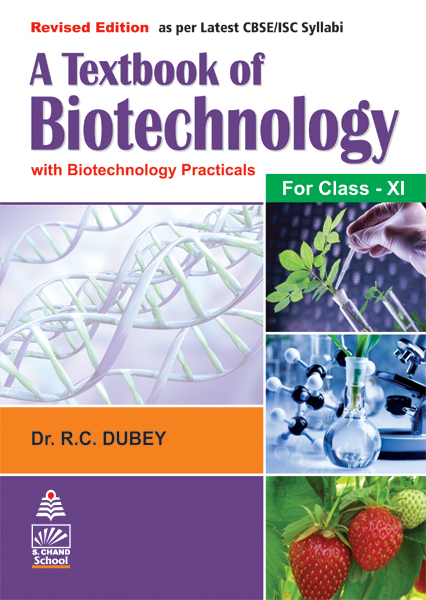 Revised Edition as per Latest CBSE/ISC Syllabi
A Textbook of
Biotechnology
with Biotechnology Practicals
For Class - XI
Dr. R.C. DUBEY
S. CHAND
School